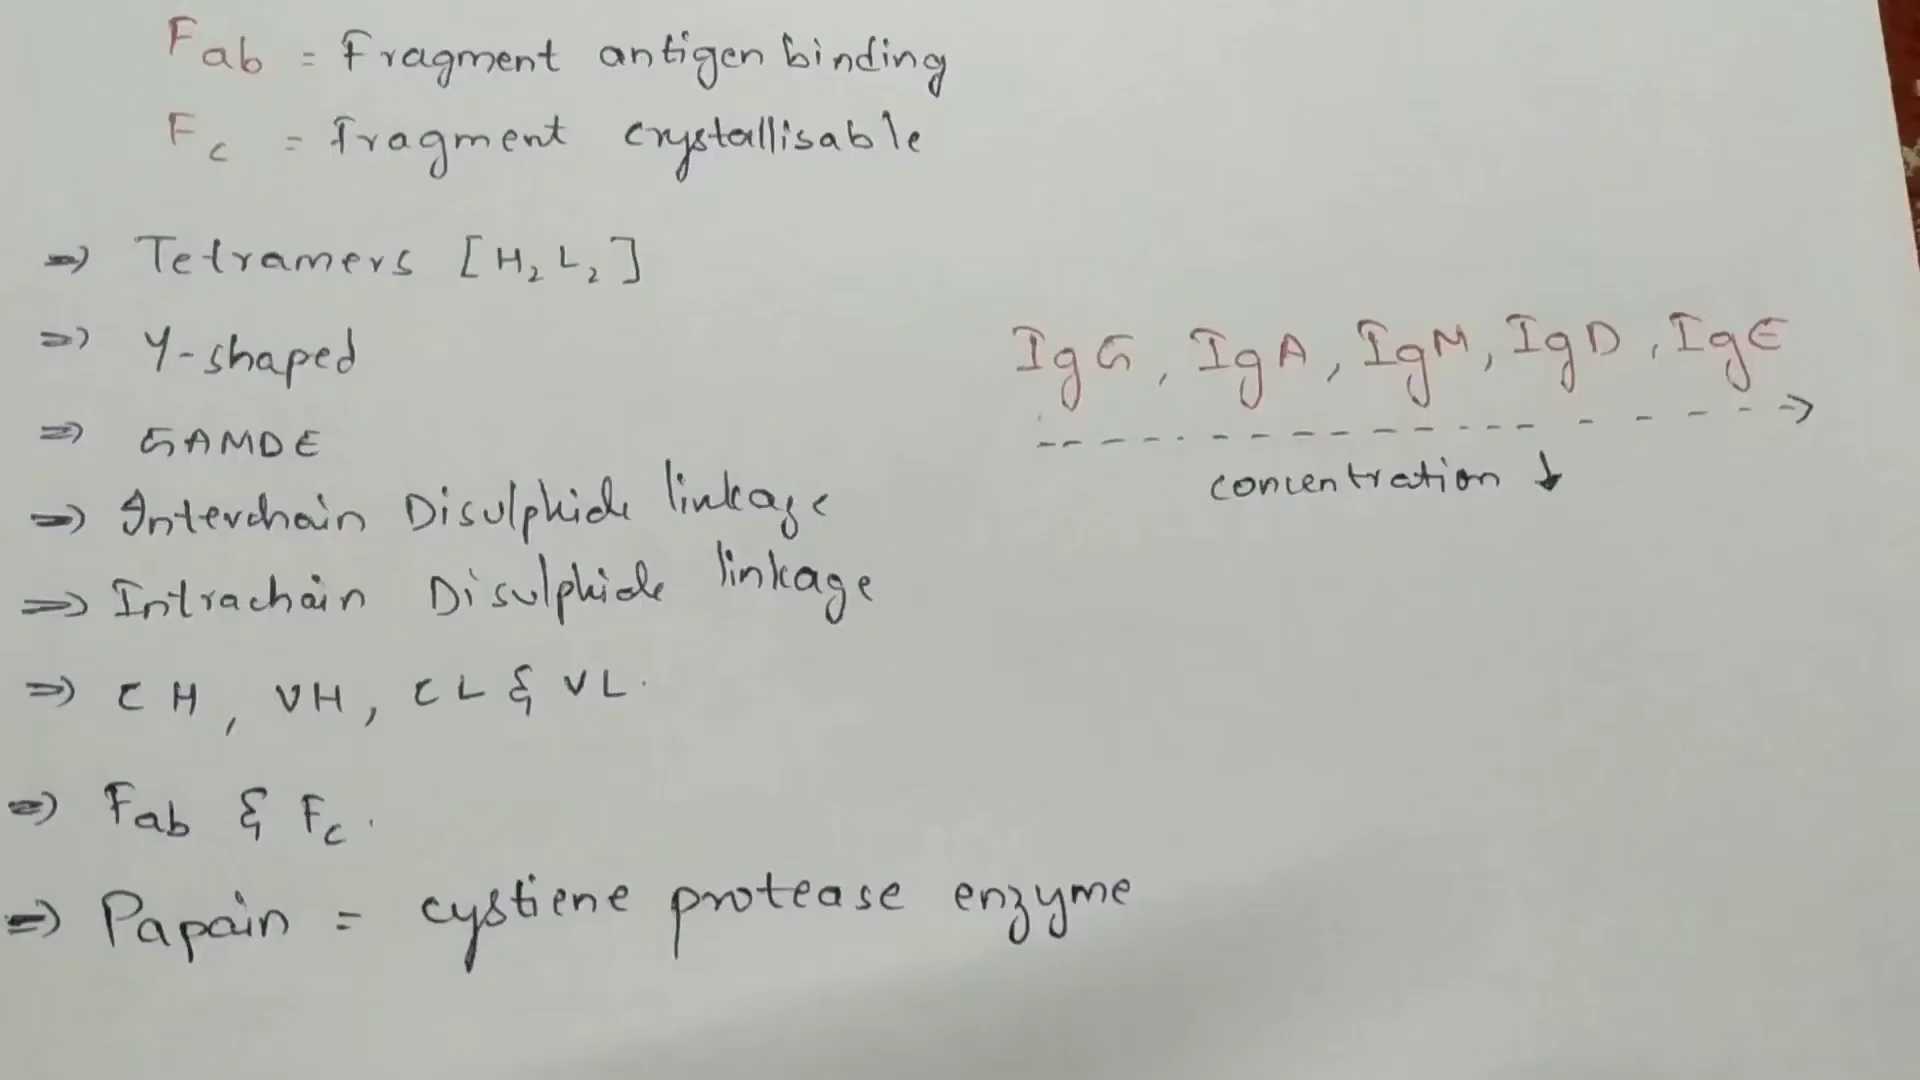 Fab = Fragment antigen binding
Fc = fragment crystallisable
⇒ Tetramers [H₂L₂]
⇒ Y-shaped
⇒ GAMDE
⇒ Interchain Disulphide linkage
⇒ Intrachain Disulphide linkage
⇒ CH, VH, CL & VL.
⇒ Fab & Fc.
⇒ Papain = cystiene protease enzyme
IgG, IgA, IgM, IgD, IgE
concentration ↓